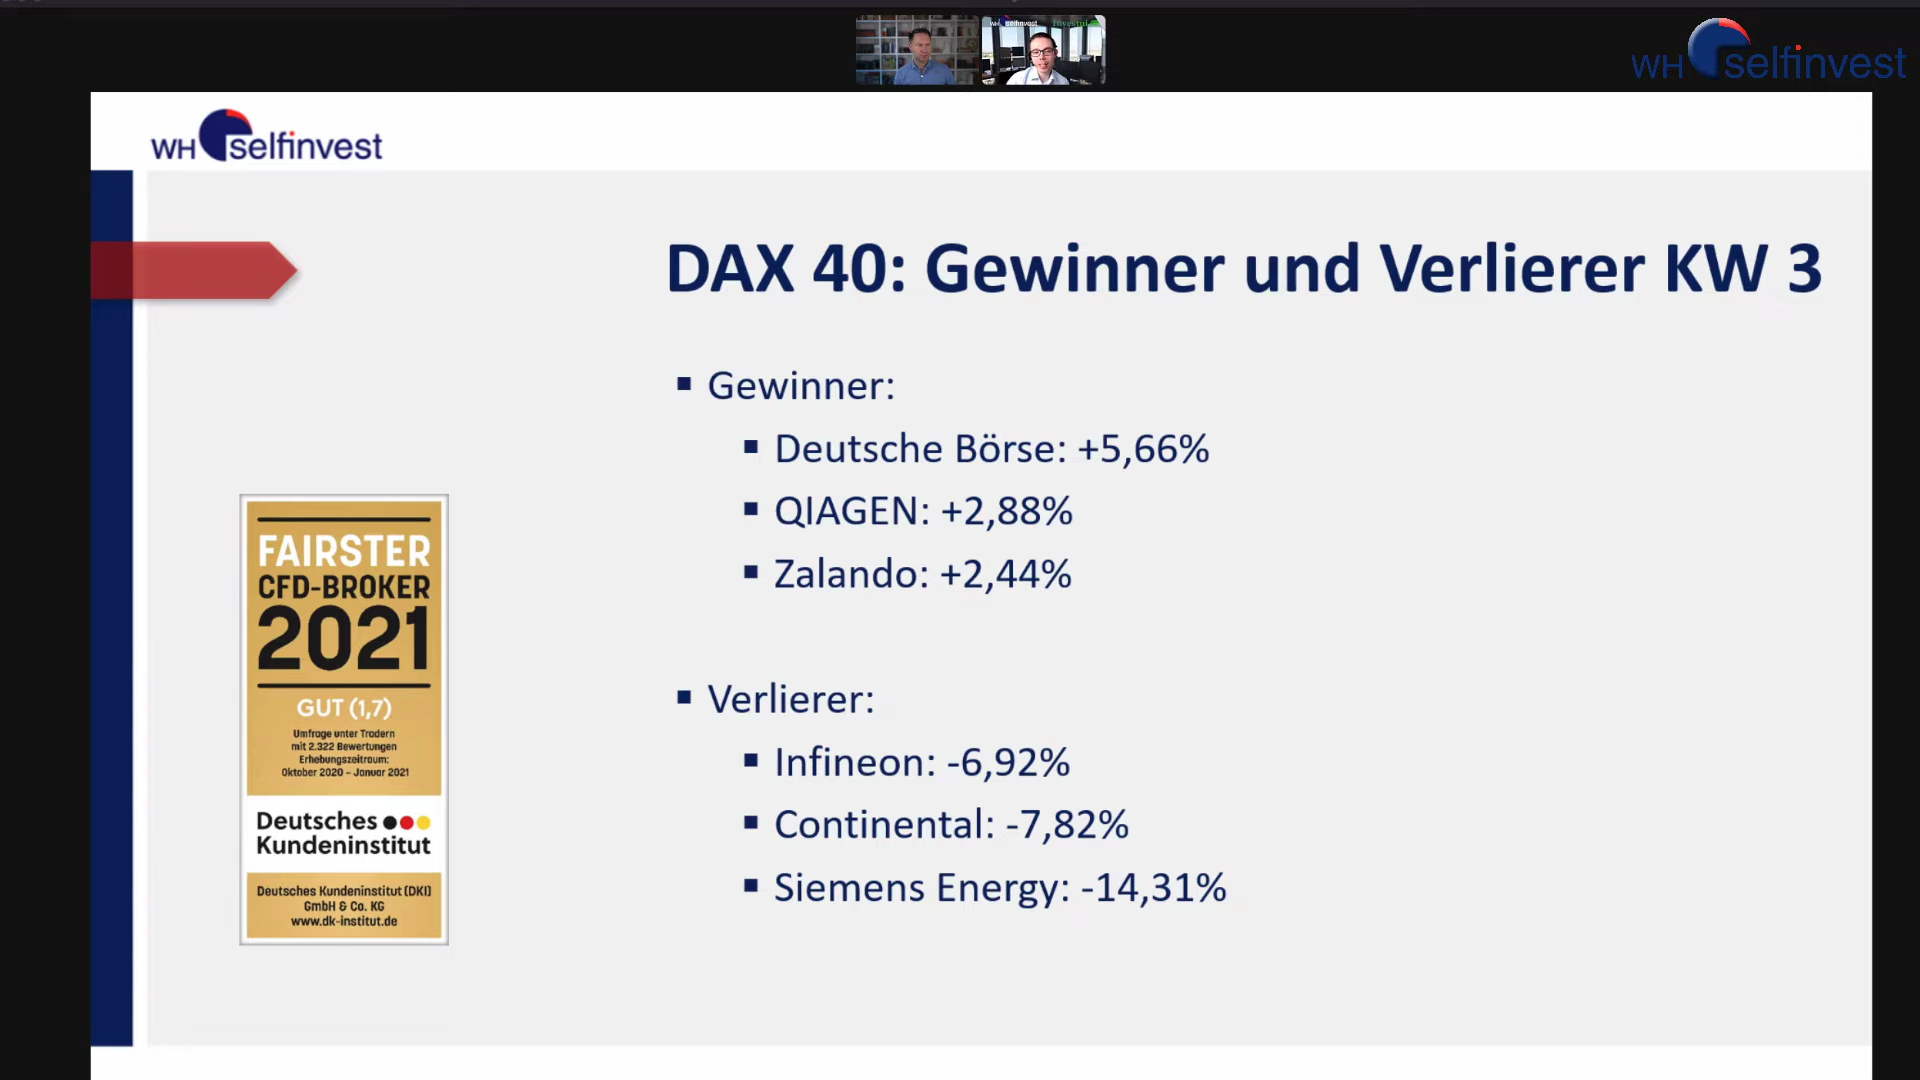 WH selfinvest
WH selfinvest
DAX 40: Gewinner und Verlierer KW 3
▪ Gewinner:
▪ Deutsche Börse: +5,66%
▪ QIAGEN: +2,88%
▪ Zalando: +2,44%
▪ Verlierer:
▪ Infineon: -6,92%
▪ Continental: -7,82%
▪ Siemens Energy: -14,31%
FAIRSTER
CFD-BROKER
2021
GUT (1,7)
Umfrage unter Tradern
mit 2.322 Bewertungen
Erhebungszeitraum:
Oktober 2020 – Januar 2021
Deutsches
Kundeninstitut
Deutsches Kundeninstitut (DKI)
GmbH & Co. KG
www.dk-institut.de